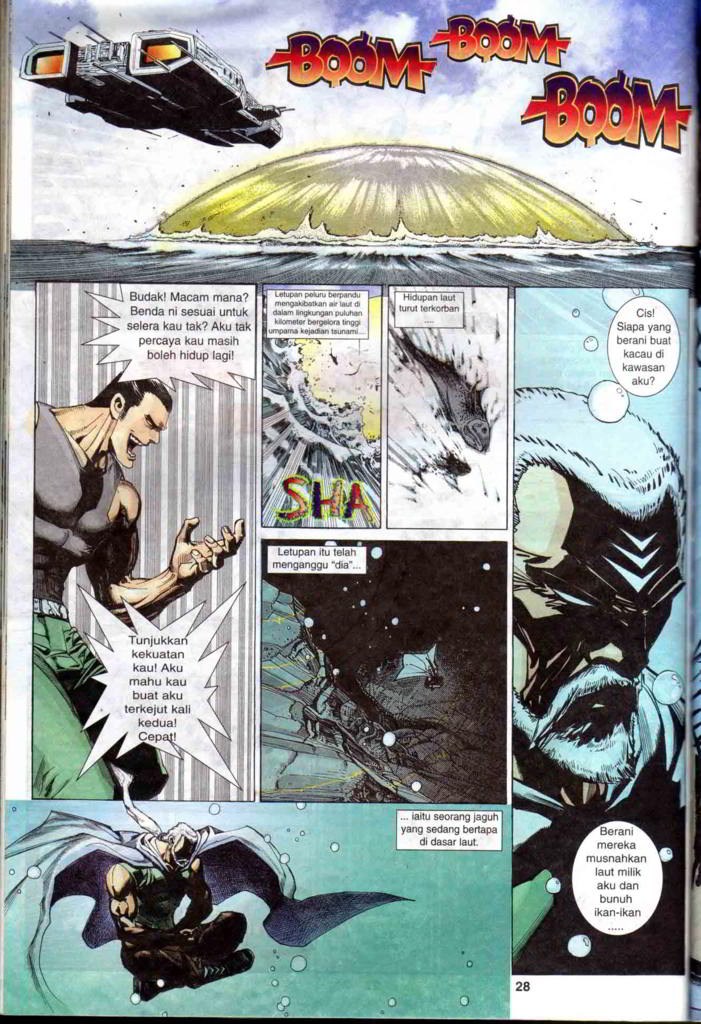 BOOM
BOOM
BOOM
Budak! Macam mana?
Benda ni sesuai untuk
selera kau tak? Aku tak
percaya kau masih
boleh hidup lagi!
Tunjukkan
kekuatan
kau! Aku
mahu kau
buat aku
terkejut kali
kedua!
Cepat!
Letupan peluru berpandu
mengakibatkan air laut di
dalam lingkungan puluhan
kilometer bergelora tinggi
umpama kejadian tsunami...
SHA
Hidupan laut
turut terkorban
....
Letupan itu telah
menganggu "dia"...
... iaitu seorang jaguh
yang sedang bertapa
di dasar laut.
Cis!
Siapa yang
berani buat
kacau di
kawasan
aku?
Berani
mereka
musnahkan
laut milik
aku dan
bunuh
ikan-ikan
.....
28